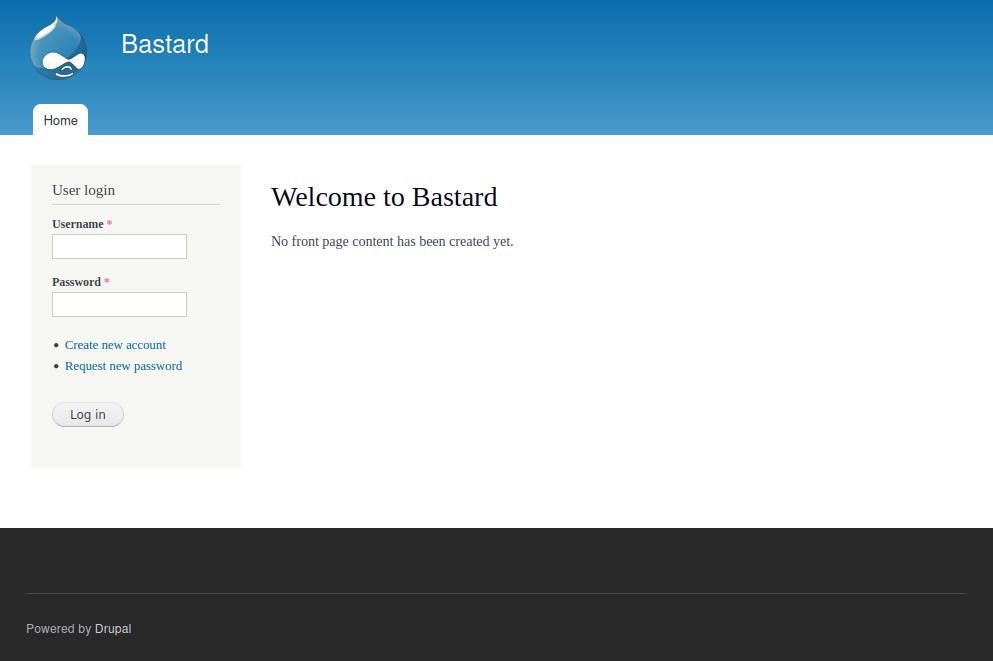 Bastard
Home
User login
Username *
Password *
Create new account
Request new password
Log in
Welcome to Bastard
No front page content has been created yet.
Powered by Drupal